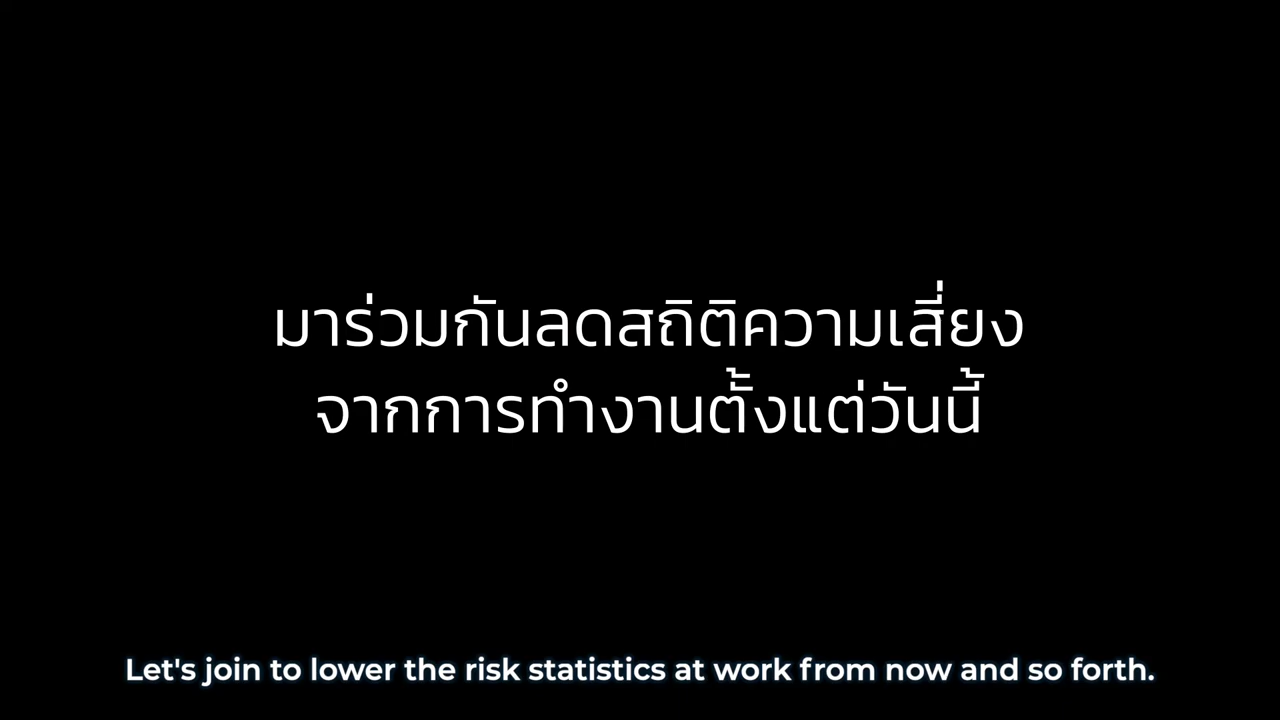 มาร่วมกันลดสถิติความเสี่ยง
จากการทำงานตั้งแต่วันนี้
Let's join to lower the risk statistics at work from now and so forth.